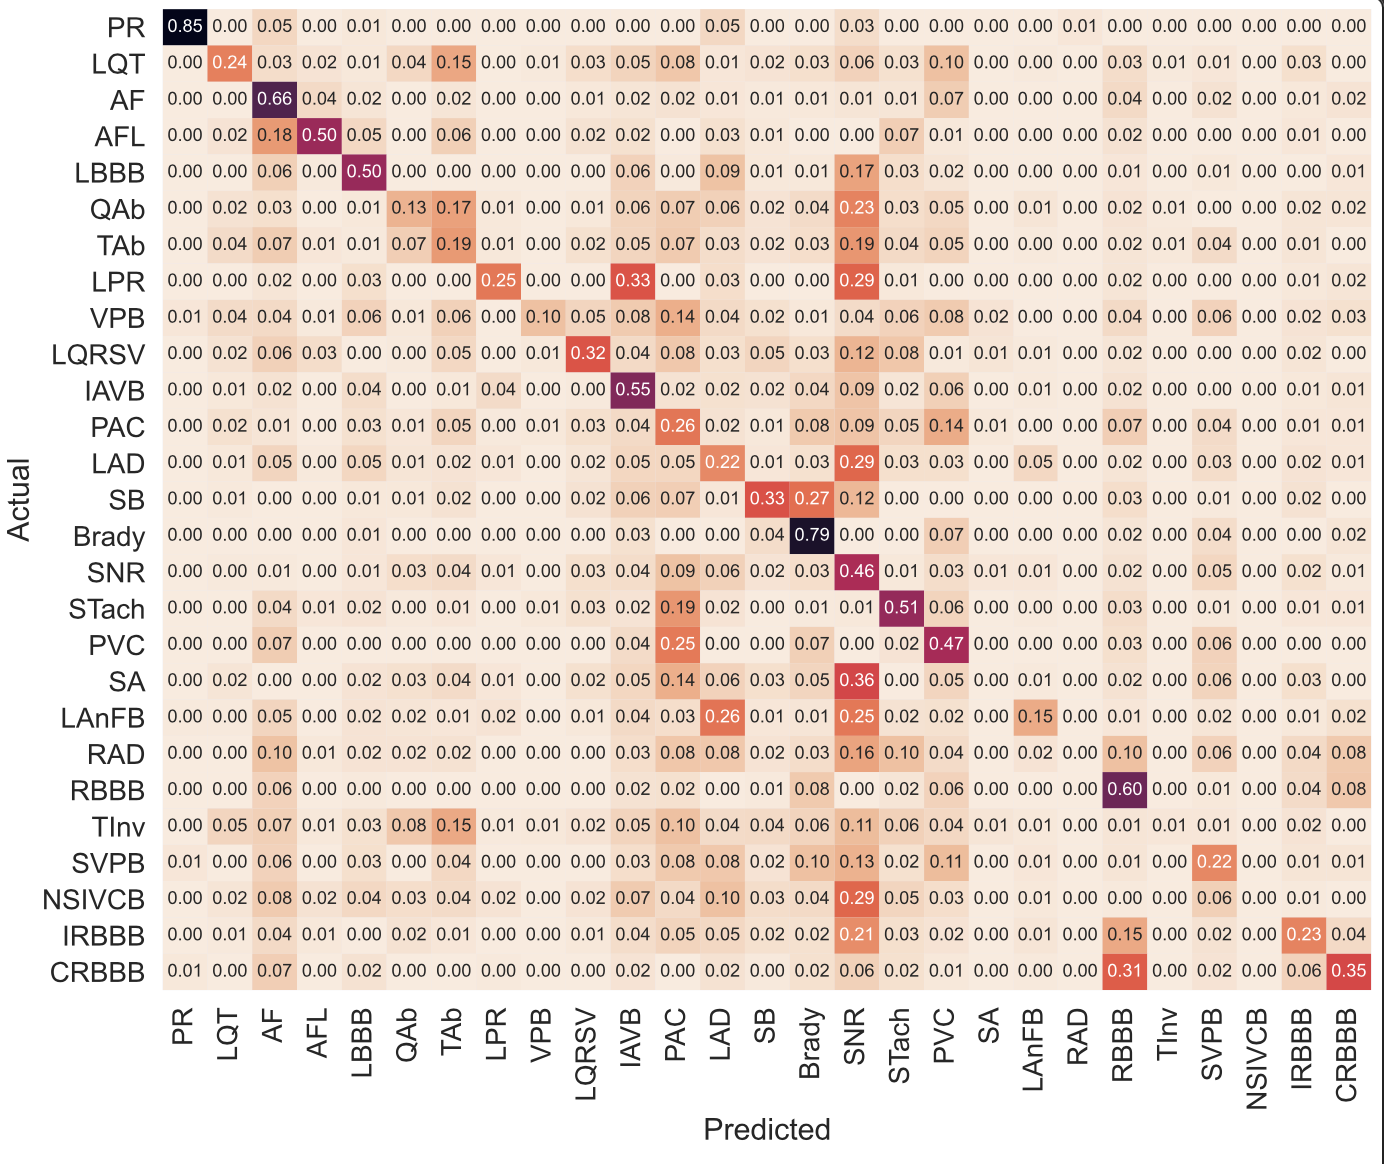 PR 0.85 0.00 0.05 0.00 0.01 0.00 0.00 0.00 0.00 0.00 0.00 0.00 0.05 0.00 0.00 0.03 0.00 0.00 0.00 0.00 0.01 0.00 0.00 0.00 0.00 0.00 0.00
LQT 0.00 0.24 0.03 0.02 0.01 0.04 0.15 0.00 0.01 0.03 0.05 0.08 0.01 0.02 0.03 0.06 0.03 0.10 0.00 0.00 0.00 0.03 0.01 0.01 0.00 0.03 0.00
AF 0.00 0.00 0.66 0.04 0.02 0.00 0.02 0.00 0.00 0.01 0.02 0.02 0.01 0.01 0.01 0.01 0.01 0.07 0.00 0.00 0.00 0.04 0.00 0.02 0.00 0.01 0.02
AFL 0.00 0.02 0.18 0.50 0.05 0.00 0.06 0.00 0.00 0.02 0.02 0.00 0.03 0.01 0.00 0.00 0.07 0.01 0.00 0.00 0.00 0.02 0.00 0.00 0.00 0.01 0.00
LBBB 0.00 0.00 0.06 0.00 0.50 0.00 0.00 0.00 0.00 0.00 0.06 0.00 0.09 0.01 0.01 0.17 0.03 0.02 0.00 0.00 0.00 0.01 0.00 0.01 0.00 0.00 0.01
QAb 0.00 0.02 0.03 0.00 0.01 0.13 0.17 0.01 0.00 0.01 0.06 0.07 0.06 0.02 0.04 0.23 0.03 0.05 0.00 0.01 0.00 0.02 0.01 0.00 0.00 0.02 0.02
TAb 0.00 0.04 0.07 0.01 0.01 0.07 0.19 0.01 0.00 0.02 0.05 0.07 0.03 0.02 0.03 0.19 0.04 0.05 0.00 0.00 0.00 0.02 0.01 0.04 0.00 0.01 0.00
LPR 0.00 0.00 0.02 0.00 0.03 0.00 0.00 0.25 0.00 0.00 0.33 0.00 0.03 0.00 0.00 0.29 0.01 0.00 0.00 0.00 0.00 0.02 0.00 0.00 0.00 0.01 0.02
VPB 0.01 0.04 0.04 0.01 0.06 0.01 0.06 0.00 0.10 0.05 0.08 0.14 0.04 0.02 0.01 0.04 0.06 0.08 0.02 0.00 0.00 0.04 0.00 0.06 0.00 0.02 0.03
LQRSV 0.00 0.02 0.06 0.03 0.00 0.00 0.05 0.00 0.01 0.32 0.04 0.08 0.03 0.05 0.03 0.12 0.08 0.01 0.01 0.01 0.00 0.02 0.00 0.00 0.00 0.02 0.00
IAVB 0.00 0.01 0.02 0.00 0.04 0.00 0.01 0.04 0.00 0.00 0.55 0.02 0.02 0.02 0.04 0.09 0.02 0.06 0.00 0.01 0.00 0.02 0.00 0.00 0.00 0.01 0.01
PAC 0.00 0.02 0.01 0.00 0.03 0.01 0.05 0.00 0.01 0.03 0.04 0.26 0.02 0.01 0.08 0.09 0.05 0.14 0.01 0.00 0.00 0.07 0.00 0.04 0.00 0.01 0.01
LAD 0.00 0.01 0.05 0.00 0.05 0.01 0.02 0.01 0.00 0.02 0.05 0.05 0.22 0.01 0.03 0.29 0.03 0.03 0.00 0.05 0.00 0.02 0.00 0.03 0.00 0.02 0.01
SB 0.00 0.01 0.00 0.00 0.01 0.01 0.02 0.00 0.00 0.02 0.06 0.07 0.01 0.33 0.27 0.12 0.00 0.00 0.00 0.00 0.00 0.03 0.00 0.01 0.00 0.02 0.00
Brady 0.00 0.00 0.00 0.00 0.01 0.00 0.00 0.00 0.00 0.00 0.03 0.00 0.00 0.04 0.79 0.00 0.00 0.07 0.00 0.00 0.00 0.02 0.00 0.04 0.00 0.00 0.02
SNR 0.00 0.00 0.01 0.00 0.01 0.03 0.04 0.01 0.00 0.03 0.04 0.09 0.06 0.02 0.03 0.46 0.01 0.03 0.01 0.01 0.00 0.02 0.00 0.05 0.00 0.02 0.01
STach 0.00 0.00 0.04 0.01 0.02 0.00 0.01 0.00 0.01 0.03 0.02 0.19 0.02 0.00 0.01 0.01 0.51 0.06 0.00 0.00 0.00 0.03 0.00 0.01 0.00 0.01 0.01
PVC 0.00 0.00 0.07 0.00 0.00 0.00 0.00 0.00 0.00 0.00 0.04 0.25 0.00 0.00 0.07 0.00 0.02 0.47 0.00 0.00 0.00 0.03 0.00 0.06 0.00 0.00 0.00
SA 0.00 0.02 0.00 0.00 0.02 0.03 0.04 0.01 0.00 0.02 0.05 0.14 0.06 0.03 0.05 0.36 0.00 0.05 0.00 0.01 0.00 0.02 0.00 0.06 0.00 0.03 0.00
LAnFB 0.00 0.00 0.05 0.00 0.02 0.02 0.01 0.02 0.00 0.01 0.04 0.03 0.26 0.01 0.01 0.25 0.02 0.02 0.00 0.15 0.00 0.01 0.00 0.02 0.00 0.01 0.02
RAD 0.00 0.00 0.10 0.01 0.02 0.02 0.02 0.00 0.00 0.00 0.03 0.08 0.08 0.02 0.03 0.16 0.10 0.04 0.00 0.02 0.00 0.10 0.00 0.06 0.00 0.04 0.08
RBBB 0.00 0.00 0.06 0.00 0.00 0.00 0.00 0.00 0.00 0.00 0.02 0.02 0.00 0.01 0.08 0.00 0.02 0.06 0.00 0.00 0.00 0.60 0.00 0.01 0.00 0.04 0.08
TInv 0.00 0.05 0.07 0.01 0.03 0.08 0.15 0.01 0.01 0.02 0.05 0.10 0.04 0.04 0.06 0.11 0.06 0.04 0.01 0.01 0.00 0.01 0.01 0.01 0.00 0.02 0.00
SVPB 0.01 0.00 0.06 0.00 0.03 0.00 0.04 0.00 0.00 0.00 0.03 0.08 0.08 0.02 0.10 0.13 0.02 0.11 0.00 0.01 0.00 0.01 0.00 0.22 0.00 0.01 0.01
NSIVCB 0.00 0.02 0.08 0.02 0.04 0.03 0.04 0.02 0.00 0.02 0.07 0.04 0.10 0.03 0.04 0.29 0.05 0.03 0.00 0.01 0.00 0.00 0.00 0.06 0.00 0.01 0.00
IRBBB 0.00 0.01 0.04 0.01 0.00 0.02 0.01 0.00 0.00 0.01 0.04 0.05 0.05 0.02 0.02 0.21 0.03 0.02 0.00 0.01 0.00 0.15 0.00 0.02 0.00 0.23 0.04
CRBBB 0.01 0.00 0.07 0.00 0.02 0.00 0.00 0.00 0.00 0.00 0.02 0.00 0.02 0.00 0.02 0.06 0.02 0.01 0.00 0.00 0.00 0.31 0.00 0.02 0.00 0.06 0.35
Actual
PR LQT AF AFL LBBB QAb TAb LPR VPB LQRSV IAVB PAC LAD SB Brady SNR STach PVC SA LAnFB RAD RBBB TInv SVPB NSIVCB IRBBB CRBBB
Predicted